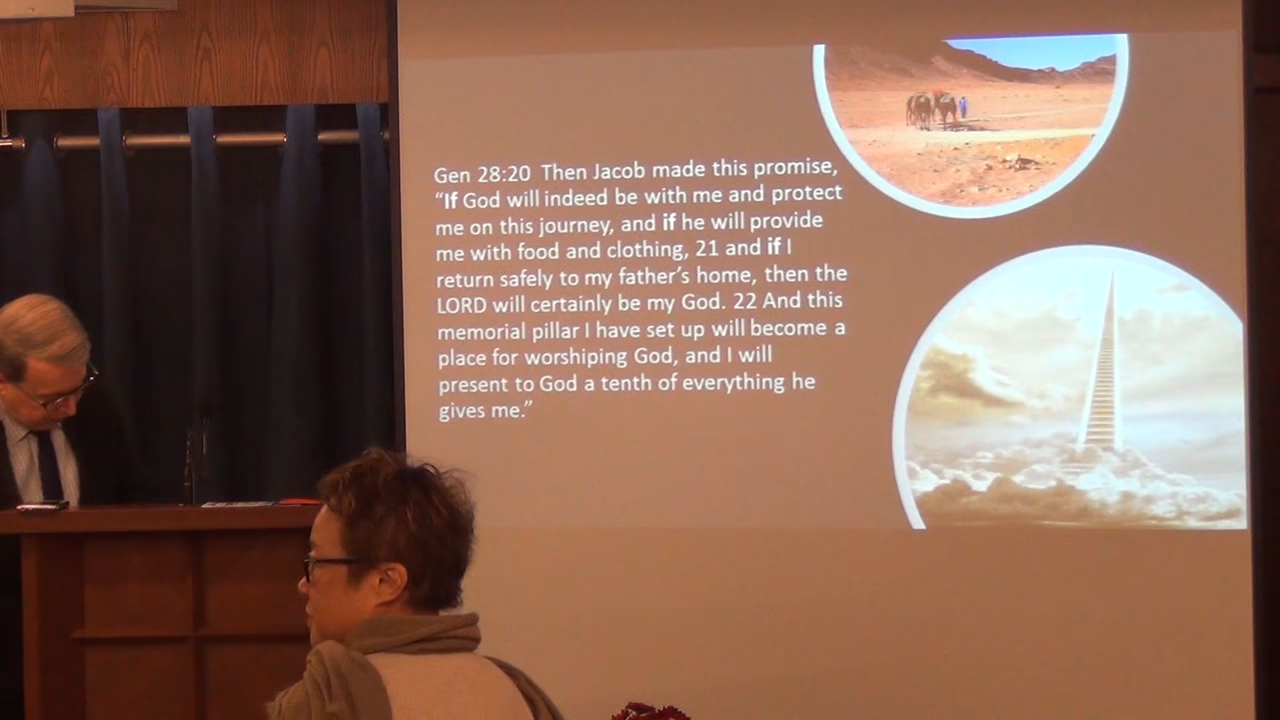 Gen 28:20 Then Jacob made this promise,
“If God will indeed be with me and protect
me on this journey, and if he will provide
me with food and clothing, 21 and if I
return safely to my father’s home, then the
LORD will certainly be my God. 22 And this
memorial pillar I have set up will become a
place for worshiping God, and I will
present to God a tenth of everything he
gives me.”